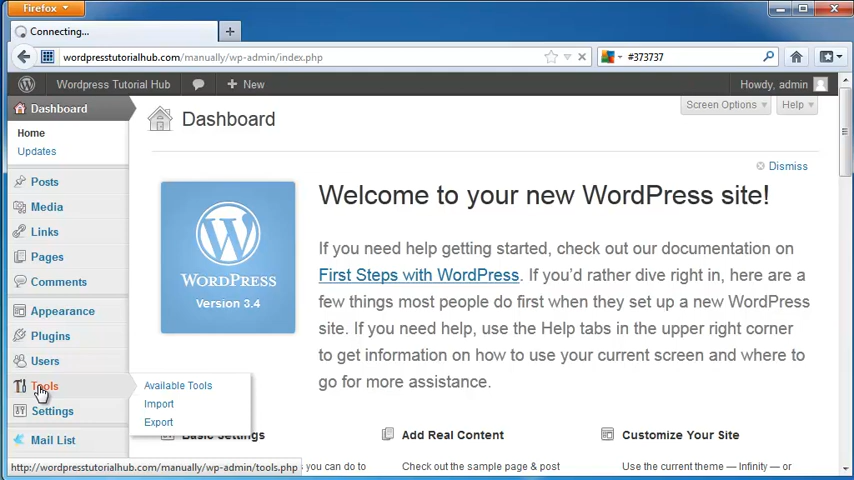 Firefox
Connecting...
wordpresstutorialhub.com/manually/wp-admin/index.php
#373737
Wordpress Tutorial Hub
New
Howdy, admin
Dashboard
Home
Updates
Posts
Media
Links
Pages
Comments
Appearance
Plugins
Users
Tools
Settings
Mail List
Available Tools
Import
Export
Dashboard
Screen Options
Help
Dismiss
WORDPRESS
Version 3.4
Welcome to your new WordPress site!
If you need help getting started, check out our documentation on
First Steps with WordPress. If you'd rather dive right in, here are a
few things most people do first when they set up a new WordPress
site. If you need help, use the Help tabs in the upper right corner
to get information on how to use your current screen and where to
go for more assistance.
Basic Settings
Add Real Content
Customize Your Site
you can do to
Check out the sample page & post
Use the current theme — Infinity — or
http://wordpresstutorialhub.com/manually/wp-admin/tools.php